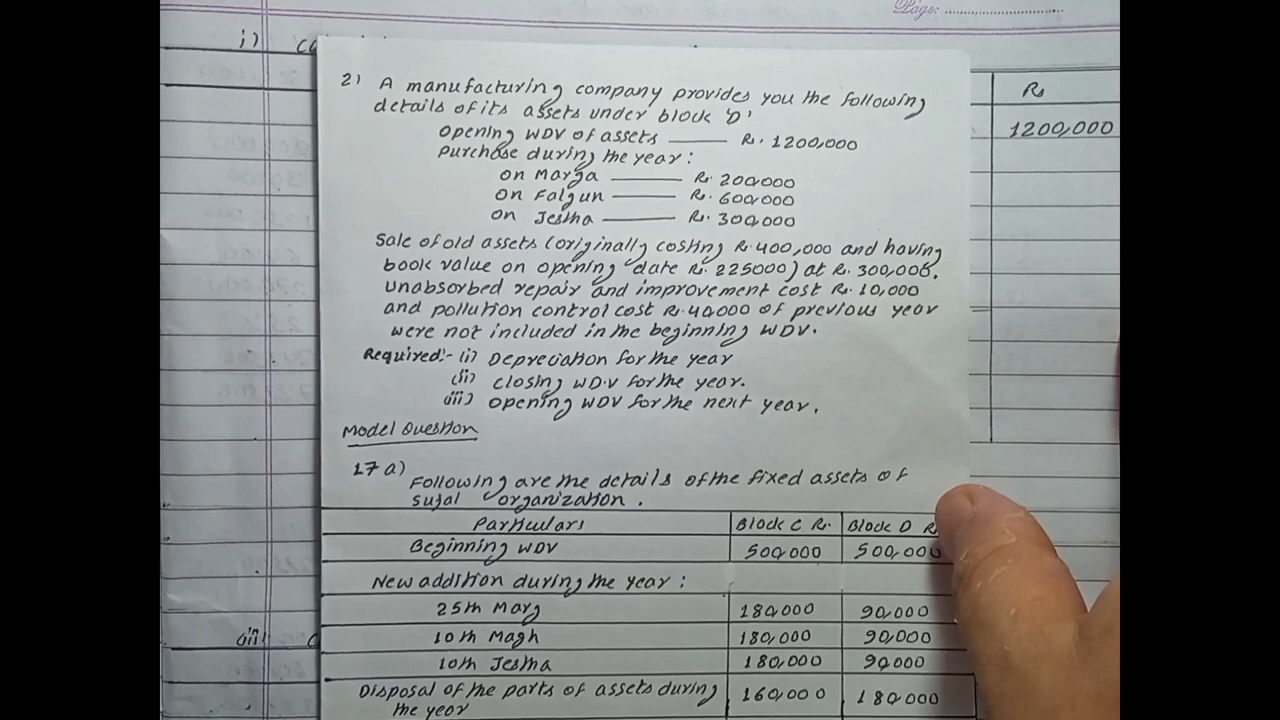 Page: ..............................
i)
Rs
1200,000
2) A manufacturing company provides you the following
details of its assets under block 'D'
opening WDV of assets —— Rs. 1200,000
purchase during the year:
on Marga —— Rs. 200,000
on Falgun —— Rs. 600,000
on Jestha —— Rs. 300,000
Sale of old assets (originally costing Rs. 400,000 and having
book value on opening date Rs. 225000) at Rs. 300,000.
unabsorbed repair and improvement cost Rs. 10,000
and pollution control cost Rs. 40,000 of previous year
were not included in the beginning WDV.
Required:- (i) Depreciation for the year
(ii) closing W.D.V for the year.
(iii) opening WDV for the next year.
Model Question
17 a) Following are the details of the fixed assets of
sujal organization.
Particulars Block C Rs. Block D Rs
Beginning WDV 500,000 500,000
New addition during the year:
25th Marg 180,000 90,000
10th Magh 180,000 90,000
10th Jestha 180,000 90,000
Disposal of the parts of assets during 160,000 180,000
the year
iii)